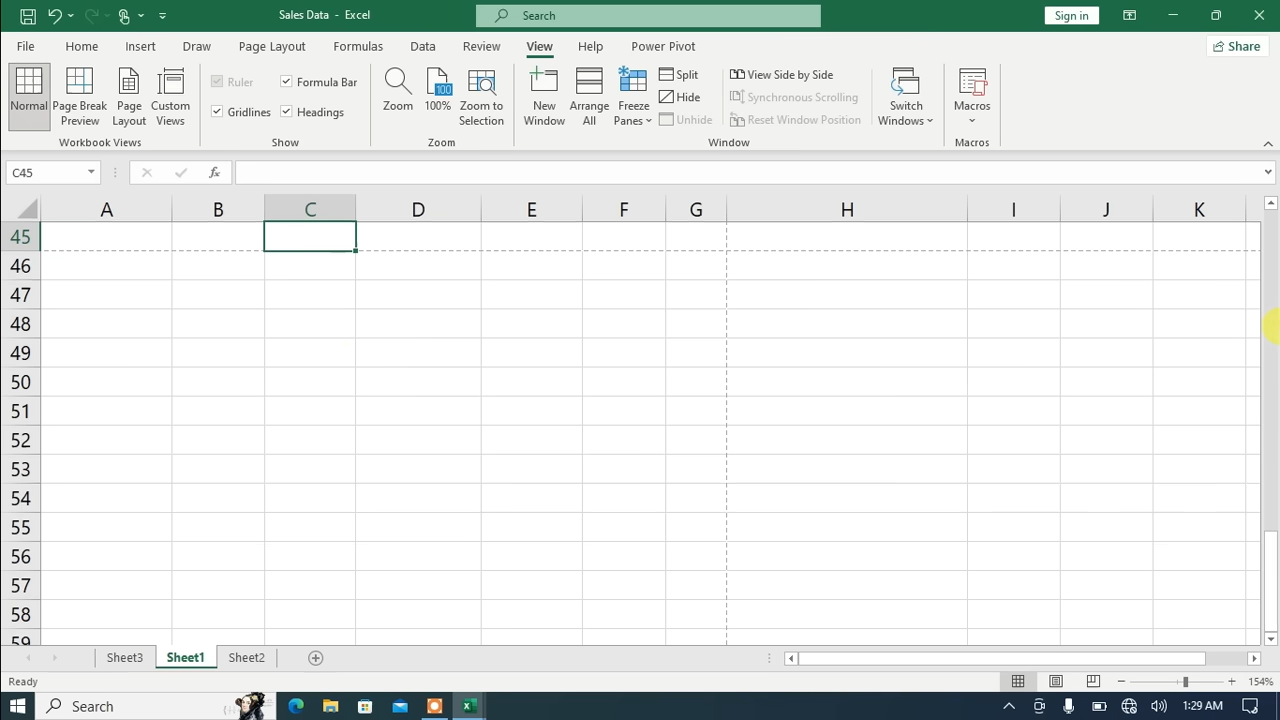 Sales Data - Excel
Search
Sign in
File Home Insert Draw Page Layout Formulas Data Review View Help Power Pivot
Share
Normal
Page Break
Preview
Page
Layout
Custom
Views
Workbook Views
Ruler
Formula Bar
Gridlines
Headings
Show
Zoom
100
100%
Zoom to
Selection
Zoom
New
Window
Arrange
All
Freeze
Panes
Split
Hide
Unhide
View Side by Side
Synchronous Scrolling
Reset Window Position
Window
Switch
Windows
Macros
Macros
C45
fx
A B C D E F G H I J K
45
46
47
48
49
50
51
52
53
54
55
56
57
58
59
Sheet3 Sheet1 Sheet2
Ready
154%
Search
1:29 AM